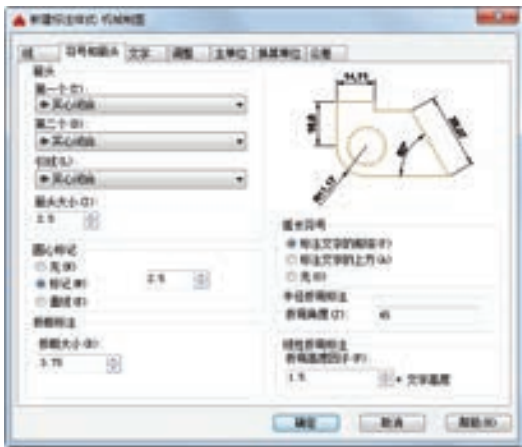 新建标注样式: 机械制图
线 符号和箭头 文字 调整 主单位 换算单位 公差
箭头
第一个(T):
实心闭合
第二个(D):
实心闭合
引线(L):
实心闭合
箭头大小(I):
2.5
圆心标记
无(N)
标记(M)
2.5
直线(E)
折断标注
折断大小(B):
3.75
弧长符号
标注文字的前缀(P)
标注文字的上方(A)
无(O)
半径折弯标注
折弯角度(J):
45
线性折弯标注
折弯高度因子(F):
1.5
* 文字高度
确定 取消 帮助(H)